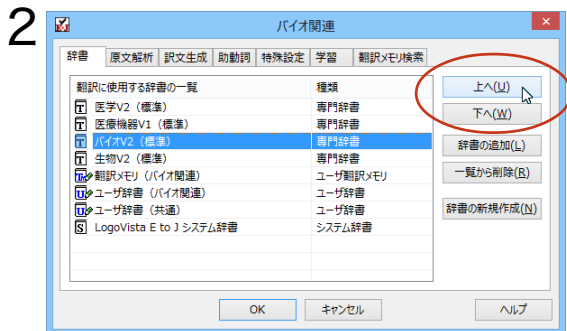 2
バイオ関連
辞書 原文解析 訳文生成 助動詞 特殊設定 学習 翻訳メモリ検索
翻訳に使用する辞書の一覧 種類
医学V2（標準） 専門辞書
医療機器V1（標準） 専門辞書
バイオV2（標準） 専門辞書
生物V2（標準） 専門辞書
翻訳メモリ（バイオ関連） ユーザ翻訳メモリ
ユーザ辞書（バイオ関連） ユーザ辞書
ユーザ辞書（共通） ユーザ辞書
LogoVista E to J システム辞書 システム辞書
上へ(U)
下へ(W)
辞書の追加(L)
一覧から削除(R)
辞書の新規作成(N)
OK キャンセル ヘルプ